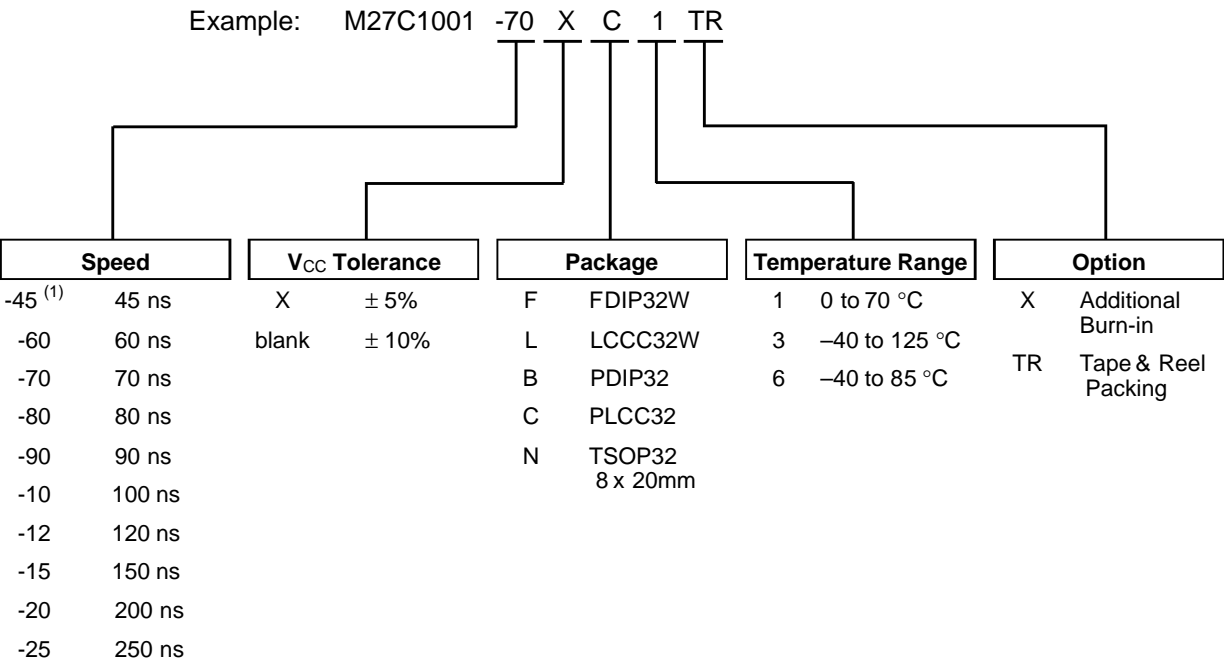 Example: M27C1001 -70 X C 1 TR
Speed VCC Tolerance Package Temperature Range Option
-45 (1) 45 ns X ± 5% F FDIP32W 1 0 to 70 °C X Additional
Burn-in
-60 60 ns blank ± 10% L LCCC32W 3 –40 to 125 °C
-70 70 ns B PDIP32 6 –40 to 85 °C TR Tape & Reel
Packing
-80 80 ns C PLCC32
-90 90 ns N TSOP32
8 x 20mm
-10 100 ns
-12 120 ns
-15 150 ns
-20 200 ns
-25 250 ns